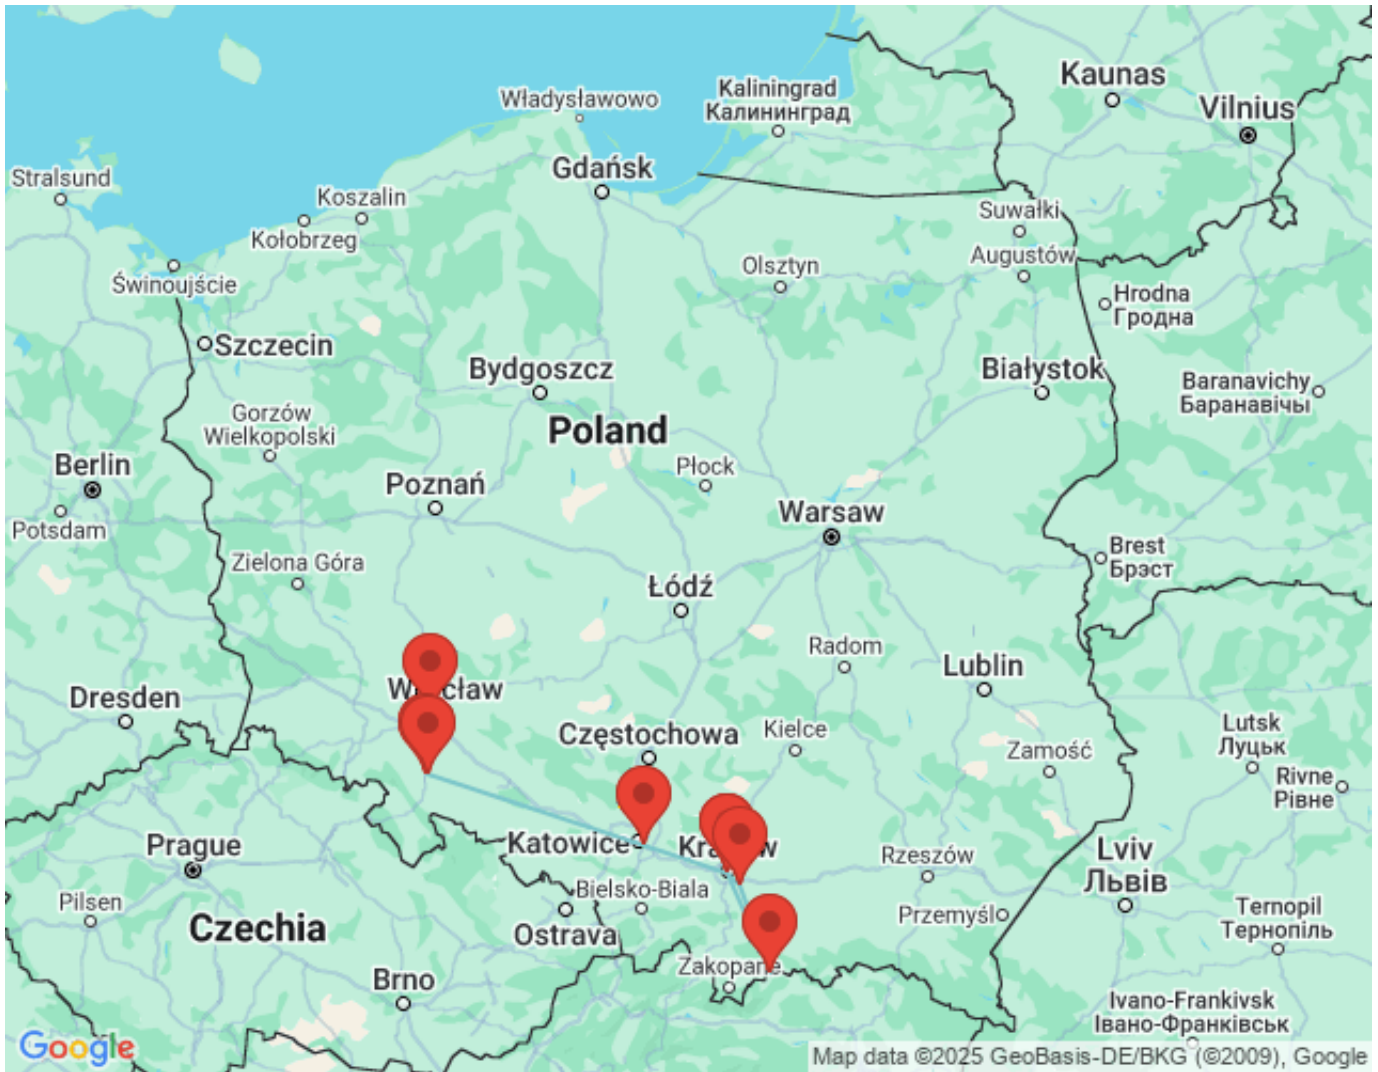 Kaunas
Vilnius
Władysławowo
Kaliningrad
Калининград
Gdańsk
Stralsund
Koszalin
Kołobrzeg
Suwałki
Augustów
Świnoujście
Olsztyn
Hrodna
Гродна
Szczecin
Bydgoszcz
Białystok
Baranavichy
Баранавічы
Gorzów
Wielkopolski
Poland
Berlin
Płock
Poznań
Warsaw
Potsdam
Zielona Góra
Brest
Брэст
Łódź
Radom
Lublin
Dresden
Częstochowa
Kielce
Lutsk
Луцьк
Zamość
Rivne
Рівне
Prague
Katowice
Rzeszów
Lviv
Львів
Pilsen
Bielsko-Biala
Przemyśl
Ternopil
Тернопіль
Czechia
Ostrava
Zakopane
Brno
Ivano-Frankivsk
Івано-Франківськ
Google
Map data ©2025 GeoBasis-DE/BKG (©2009), Google